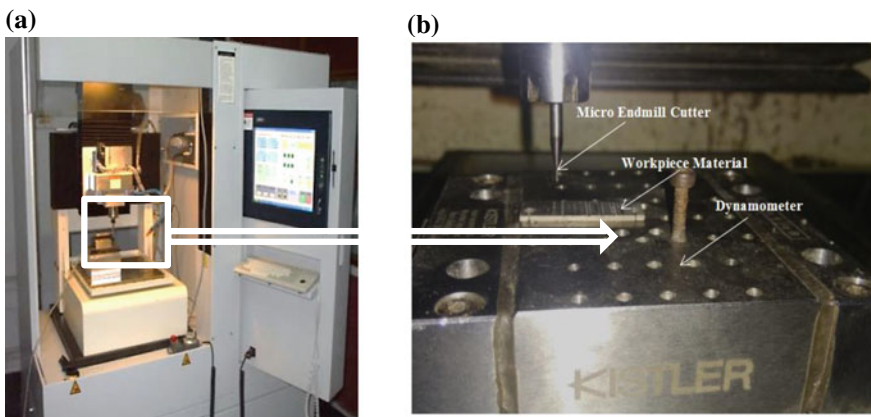 (a)
(b)
Micro Endmill Cutter
Workpiece Material
Dynamometer
KISTLER